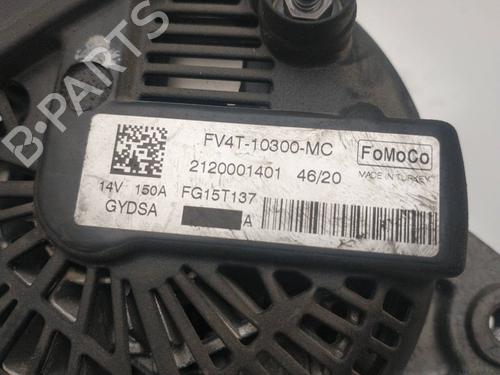 B-PARTS
FV4T-10300-MC
FoMoCo
2120001401 46/20
MADE IN TURKEY
14V 150A FG15T137
GYDSA
A